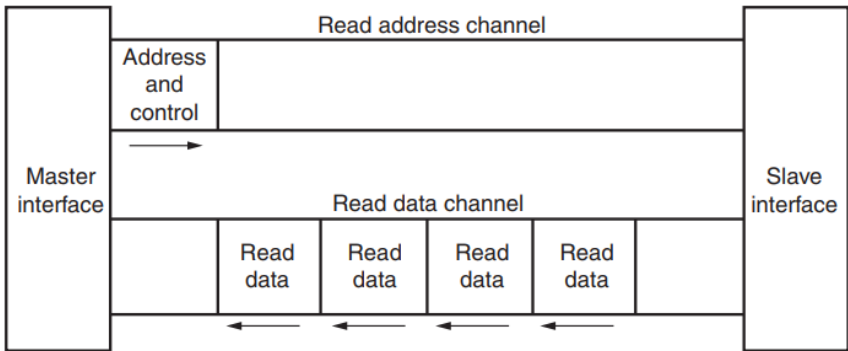 Read address channel
Address
and
control
Master
interface
Slave
interface
Read data channel
Read
data
Read
data
Read
data
Read
data